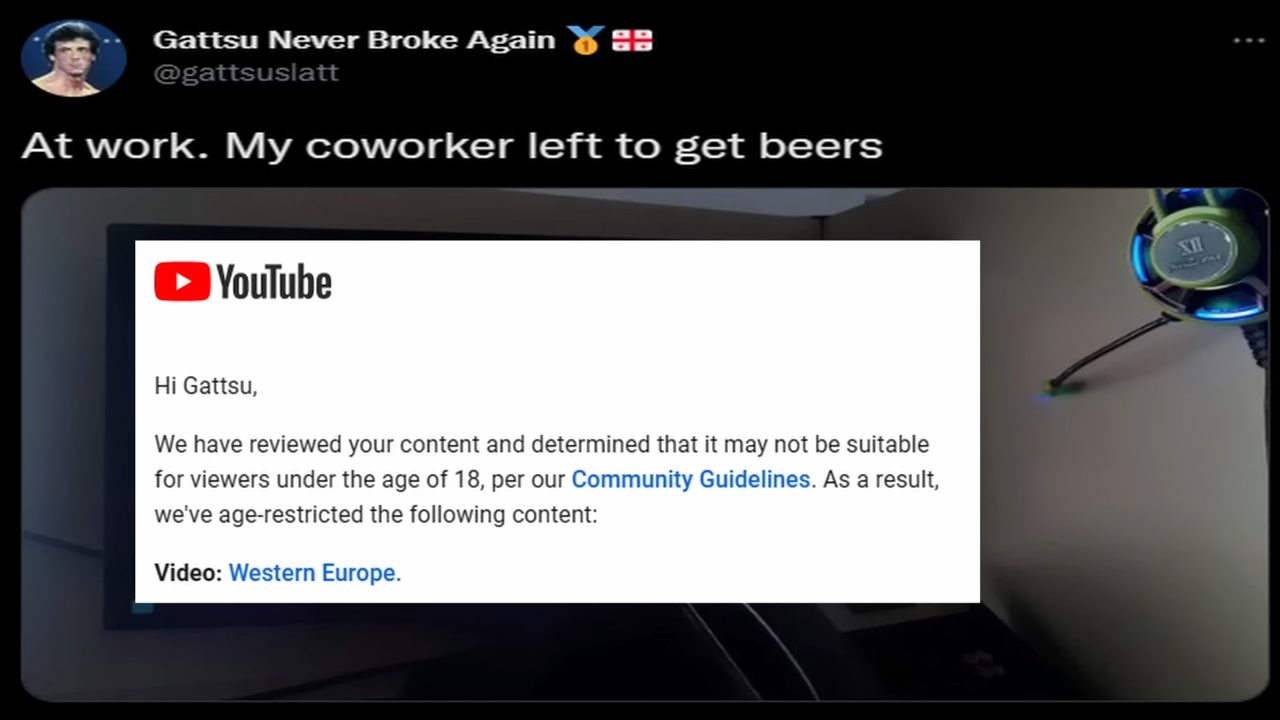 Gattsu Never Broke Again
@gattsuslatt
At work. My coworker left to get beers
YouTube
Hi Gattsu,
We have reviewed your content and determined that it may not be suitable
for viewers under the age of 18, per our Community Guidelines. As a result,
we've age-restricted the following content:
Video: Western Europe.
XII